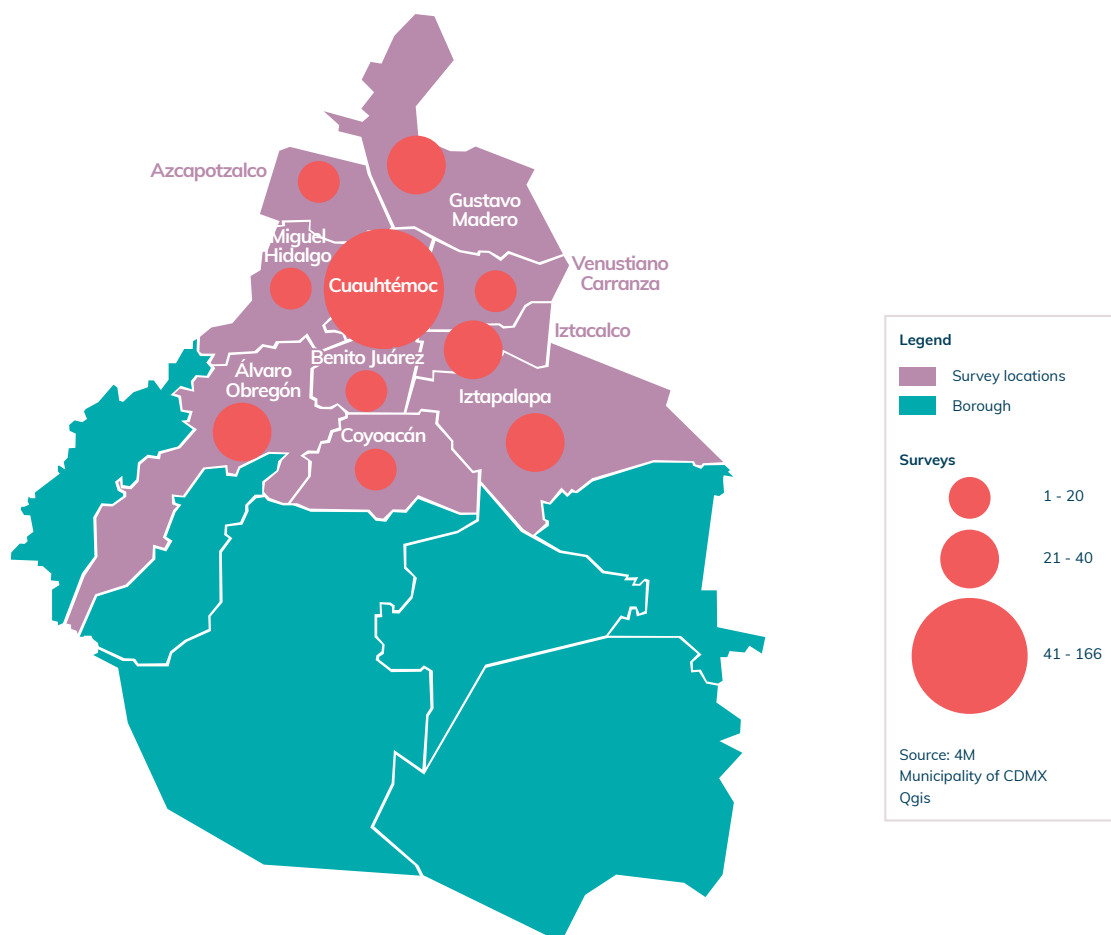 Azcapotzalco
Gustavo
Madero
Miguel
Hidalgo
Cuauhtémoc
Venustiano
Carranza
Iztacalco
Benito Juárez
Álvaro
Obregón
Iztapalapa
Coyoacán
Legend
Survey locations
Borough
Surveys
1 - 20
21 - 40
41 - 166
Source: 4M
Municipality of CDMX
Qgis